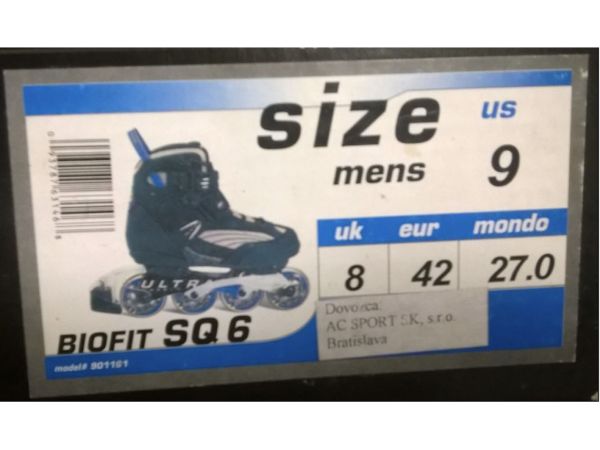 size
us
mens
9
uk eur mondo
8 42 27.0
ULTRA
BIOFIT SQ6
model# 901101
Dovozca:
AC SPORT SK, s.r.o.
Bratislava